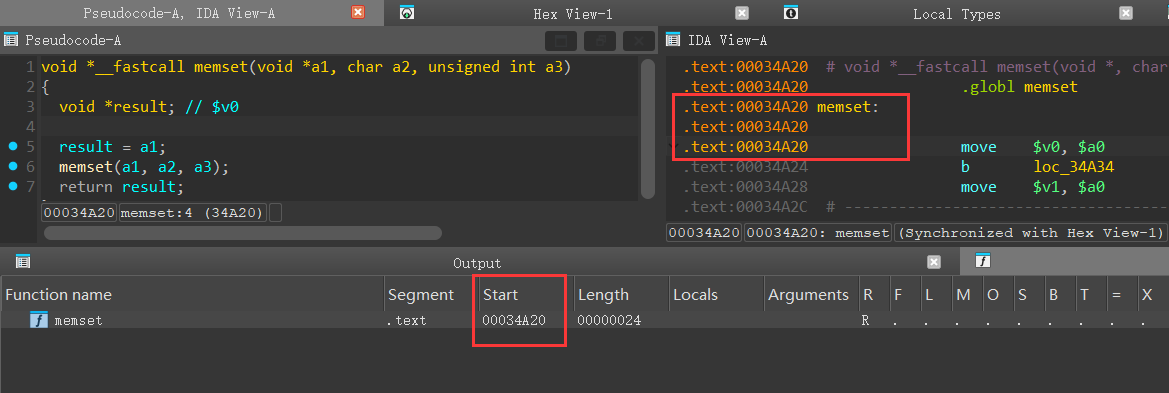 Pseudocode-A, IDA View-A
Hex View-1
Local Types
Pseudocode-A
1 void *__fastcall memset(void *a1, char a2, unsigned int a3)
2 {
3 void *result; // $v0
4
5 result = a1;
6 memset(a1, a2, a3);
7 return result;
00034A20 memset:4 (34A20)
IDA View-A
.text:00034A20 # void *__fastcall memset(void *, char
.text:00034A20 .globl memset
.text:00034A20 memset:
.text:00034A20
.text:00034A20 move $v0, $a0
.text:00034A24 b loc_34A34
.text:00034A28 move $v1, $a0
.text:00034A2C # ------------------------------------
00034A20 00034A20: memset (Synchronized with Hex View-1)
Output
Function name Segment Start Length Locals Arguments R F L M O S B T = X
memset .text 00034A20 00000024 R . . . . . . . . .